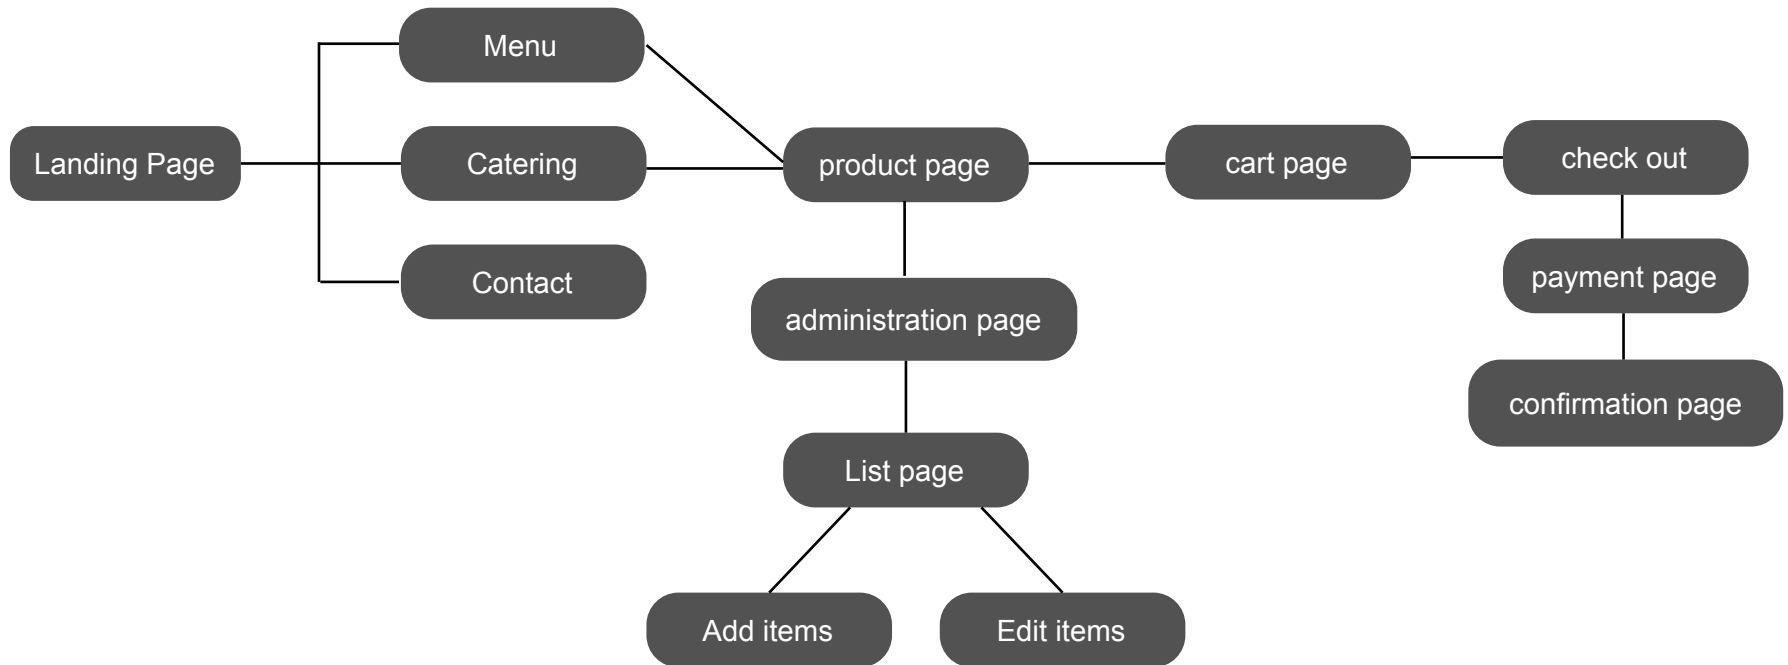 Menu
Landing Page
Catering
Contact
product page
cart page
check out
payment page
confirmation page
administration page
List page
Add items
Edit items